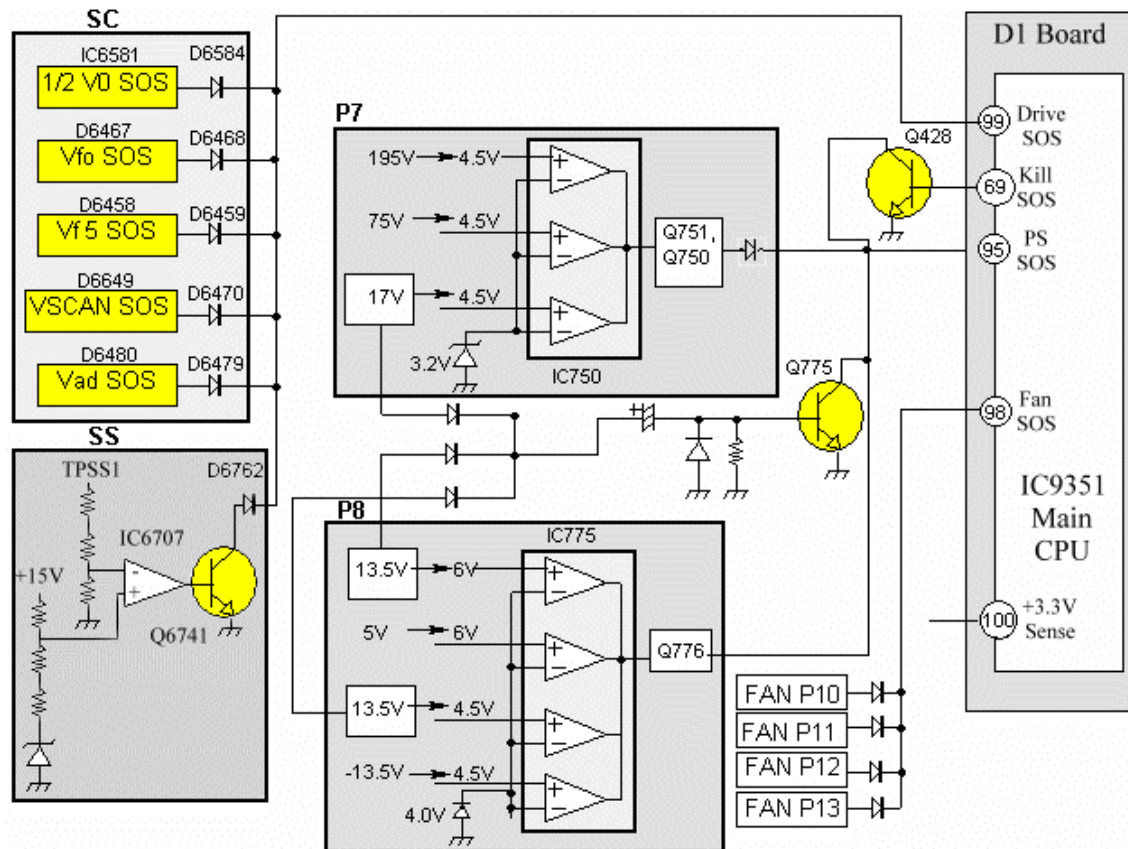 SC
IC6581
D6584
1/2 V0 SOS
D6467
D6468
Vfo SOS
D6458
D6459
Vf5 SOS
D6649
D6470
VSCAN SOS
D6480
D6479
Vad SOS
SS
TPSS1
D6762
IC6707
-
+
+15V
Q6741
P7
195V
4.5V
+
-
75V
4.5V
+
-
17V
4.5V
+
-
3.2V
IC750
Q751,
Q750
Q428
Q775
+
P8
IC775
13.5V
6V
+
-
5V
6V
+
-
13.5V
4.5V
+
-
-13.5V
4.5V
+
-
4.0V
Q776
FAN P10
FAN P11
FAN P12
FAN P13
D1 Board
99
Drive
SOS
69
Kill
SOS
95
PS
SOS
98
Fan
SOS
IC9351
Main
CPU
100
+3.3V
Sense